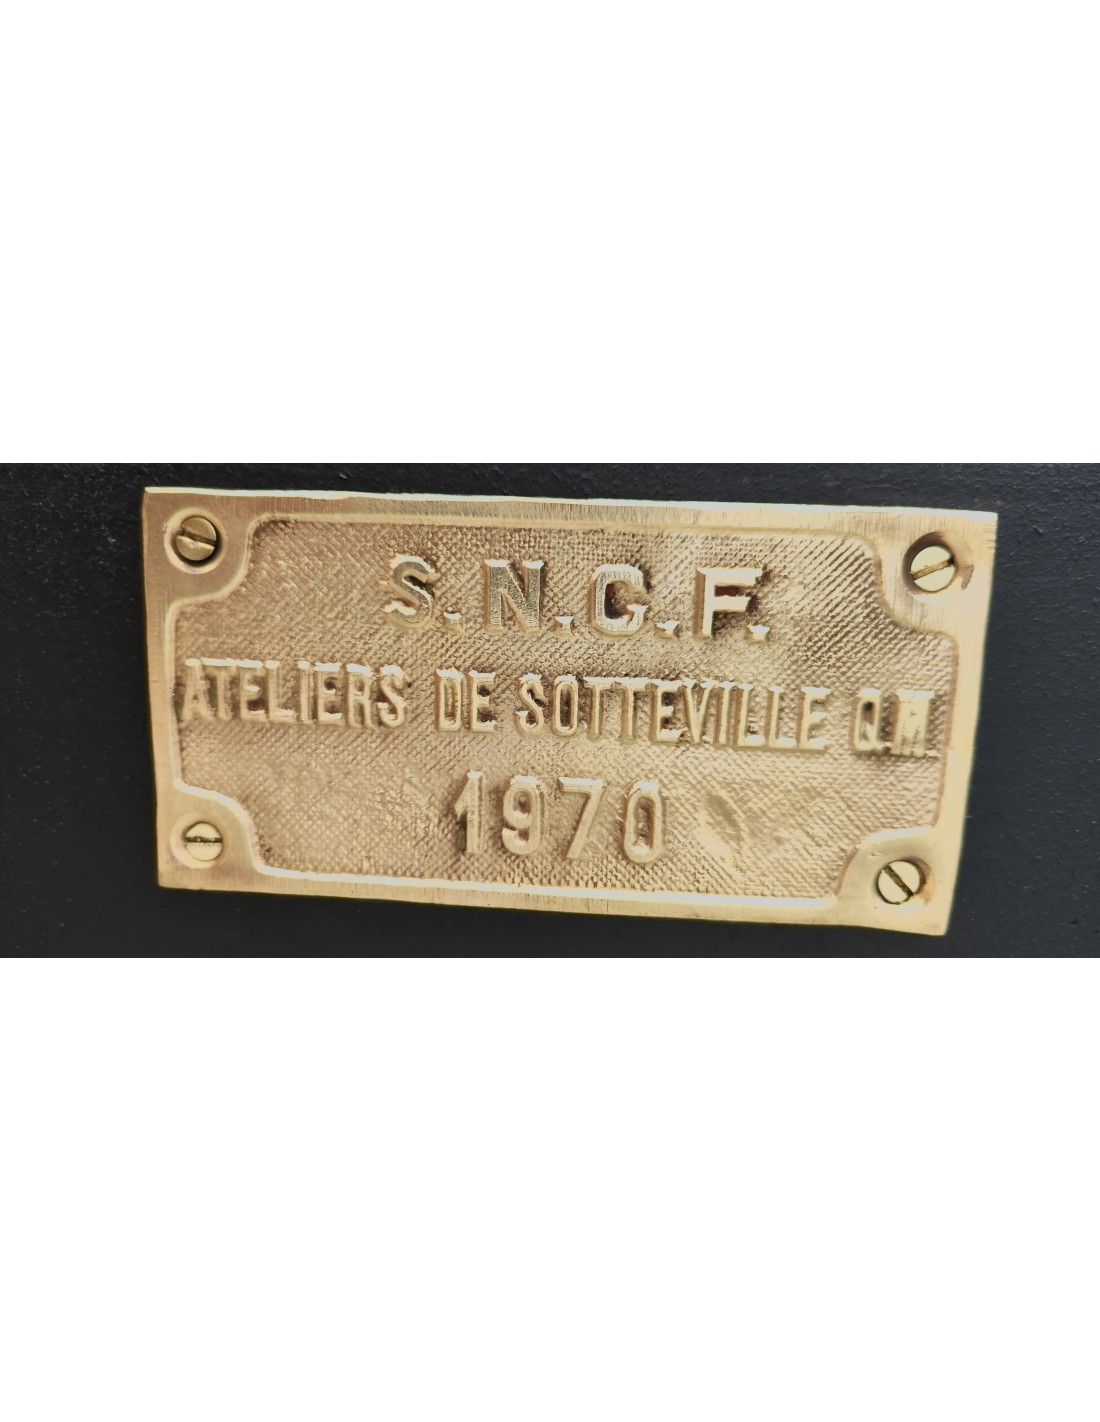 S.N.C.F.
ATELIERS DE SOTTEVILLE Q.M.
1970